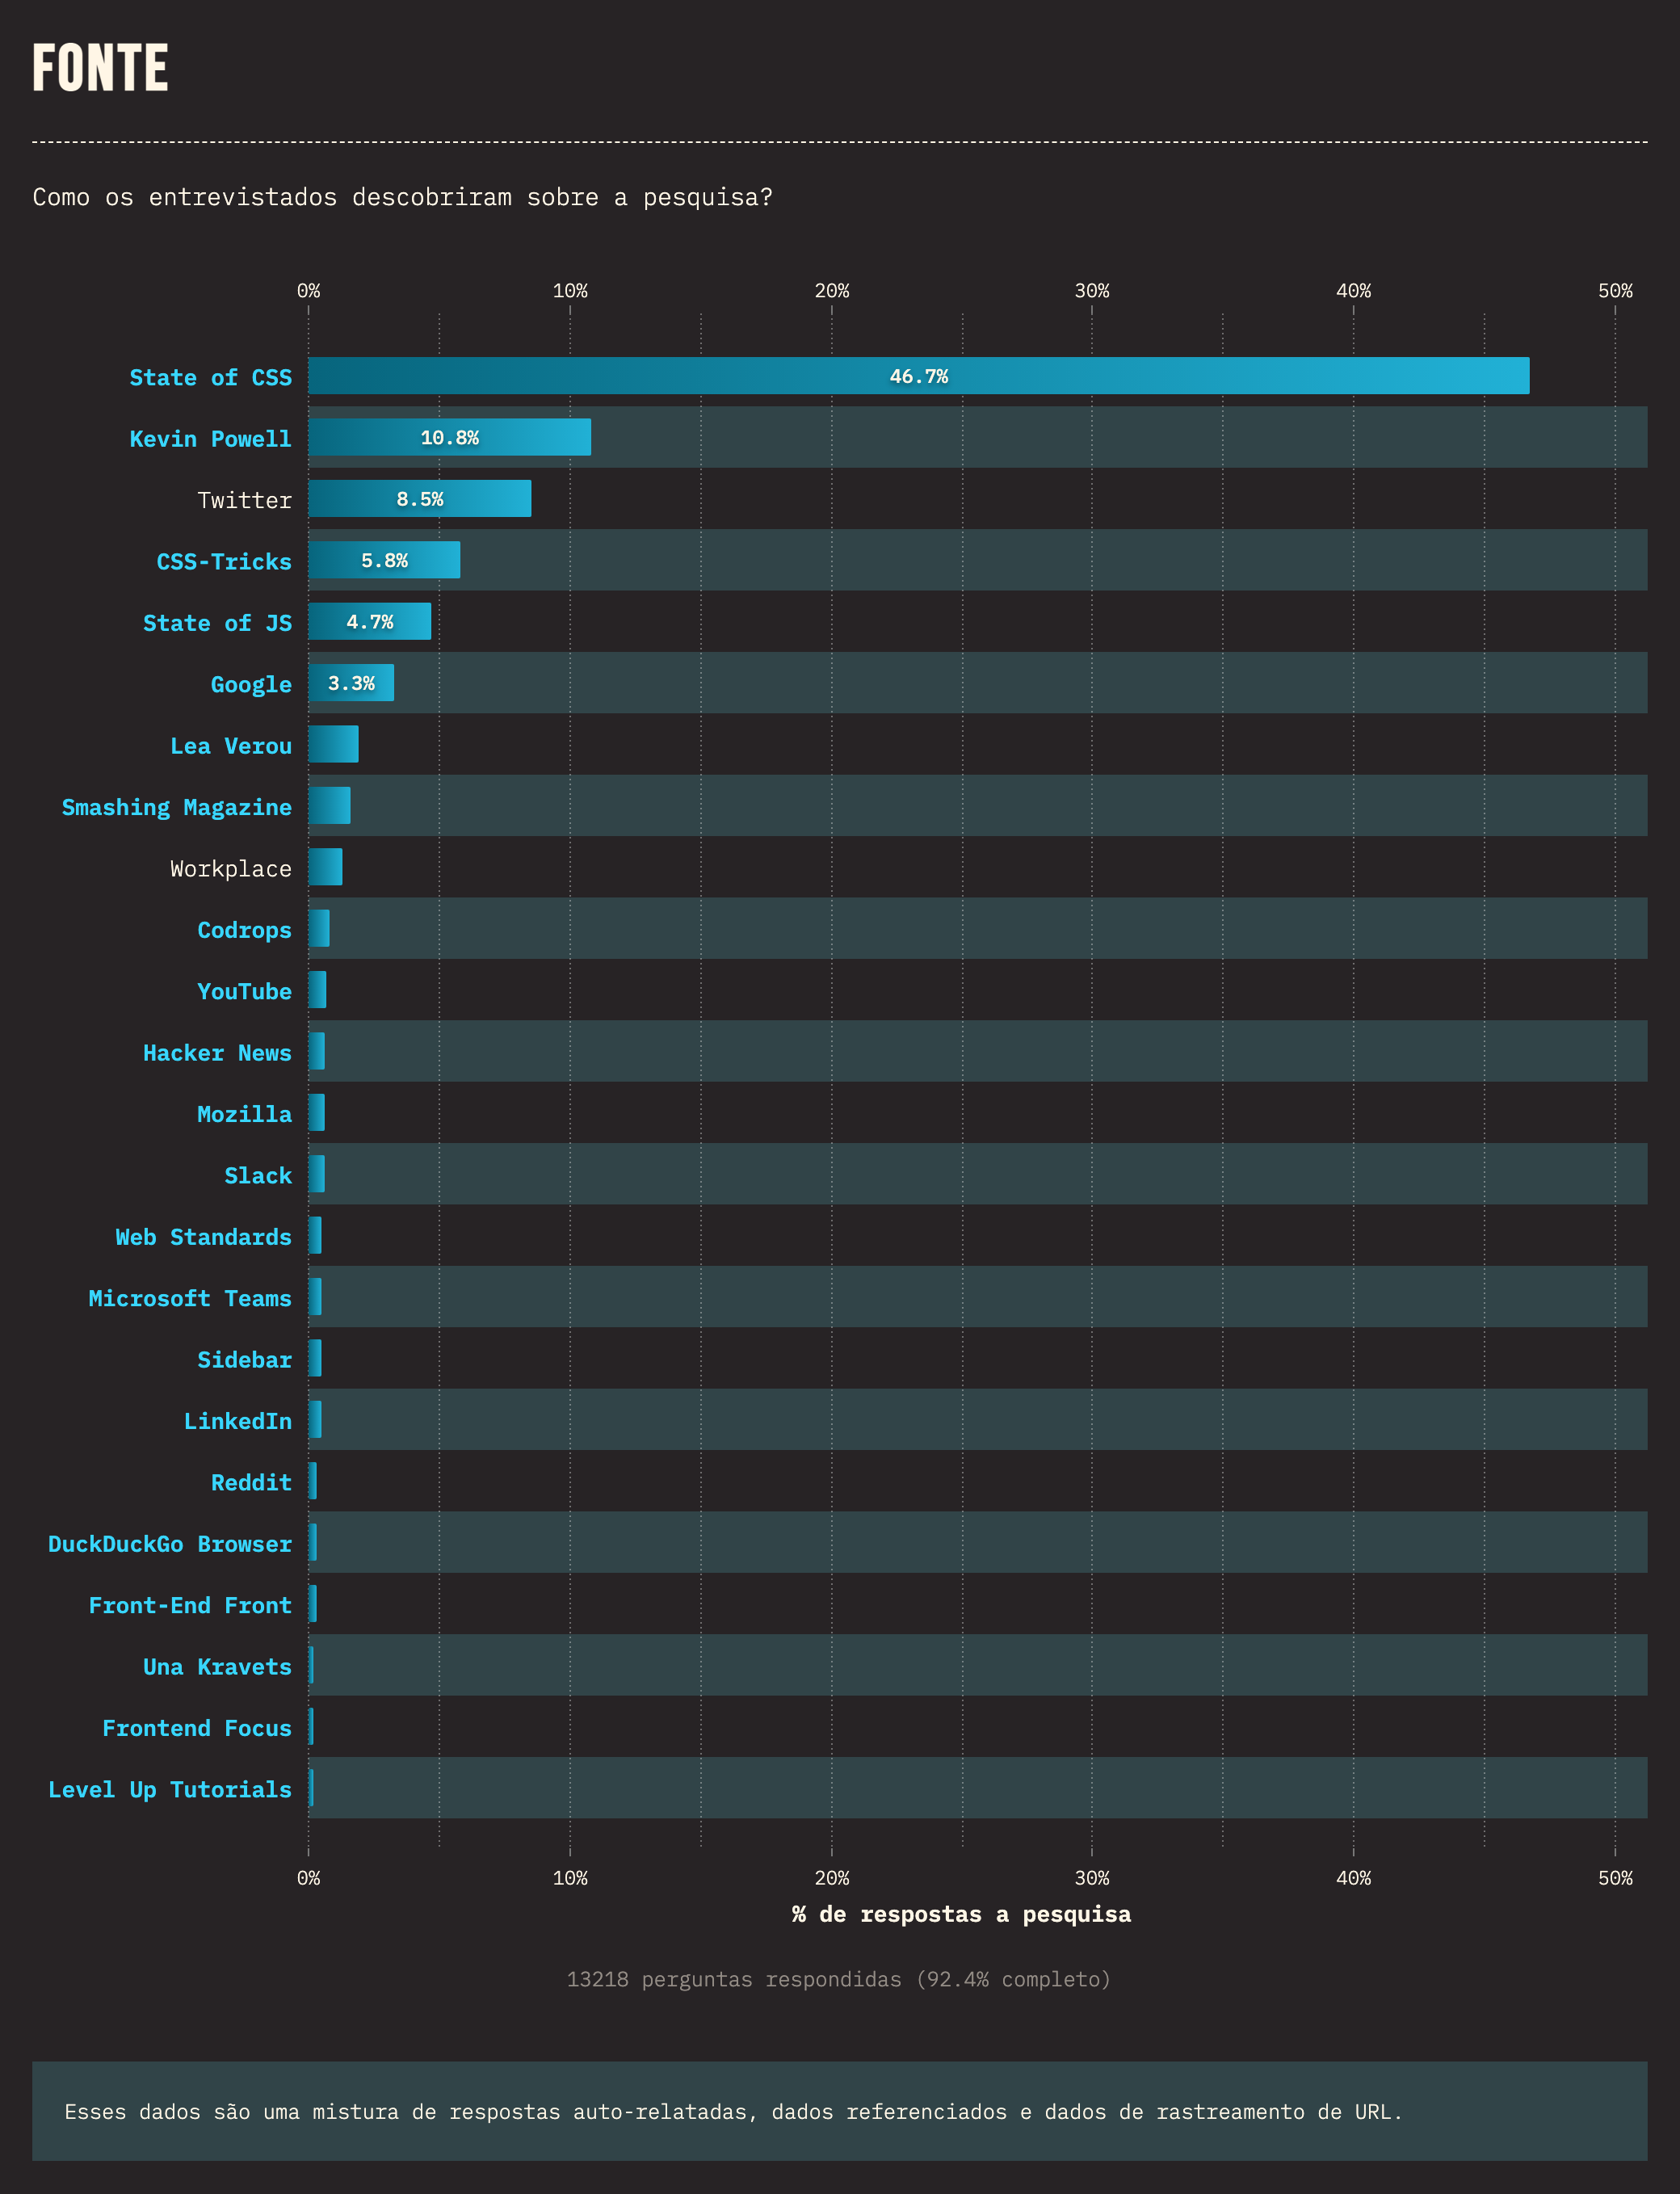 FONTE
Como os entrevistados descobriram sobre a pesquisa?
0% 10% 20% 30% 40% 50%
State of CSS 46.7%
Kevin Powell 10.8%
Twitter 8.5%
CSS-Tricks 5.8%
State of JS 4.7%
Google 3.3%
Lea Verou
Smashing Magazine
Workplace
Codrops
YouTube
Hacker News
Mozilla
Slack
Web Standards
Microsoft Teams
Sidebar
LinkedIn
Reddit
DuckDuckGo Browser
Front-End Front
Una Kravets
Frontend Focus
Level Up Tutorials
0% 10% 20% 30% 40% 50%
% de respostas a pesquisa
13218 perguntas respondidas (92.4% completo)
Esses dados são uma mistura de respostas auto-relatadas, dados referenciados e dados de rastreamento de URL.